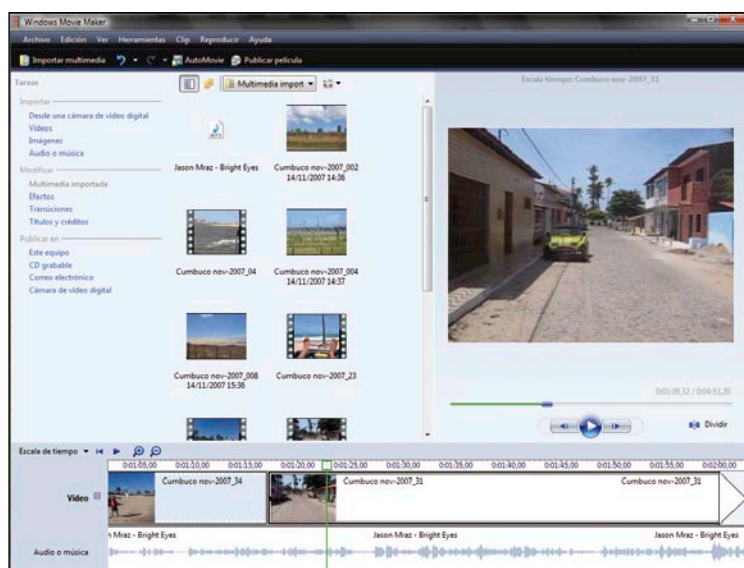 Windows Movie Maker
Archivo Edición Ver Herramientas Clip Reproducir Ayuda
Importar multimedia AutoMovie Publicar película
Tareas
Multimedia import
Importar
Desde una cámara de vídeo digital
Vídeos
Imágenes
Audio o música
Modificar
Multimedia importada
Efectos
Transiciones
Títulos y créditos
Publicar en
Este equipo
CD grabable
Correo electrónico
Cámara de vídeo digital
Jason Mraz - Bright Eyes
Cumbuco nov-2007_002
14/11/2007 14:36
Cumbuco nov-2007_04
Cumbuco nov-2007_004
14/11/2007 14:37
Cumbuco nov-2007_008
14/11/2007 15:36
Cumbuco nov-2007_23
Escala tiempo: Cumbuco nov-2007_31
0:01:39,32 / 0:04:53,20
Dividir
Escala de tiempo
0:01:05,00 0:01:10,00 0:01:15,00 0:01:20,00 0:01:25,00 0:01:30,00 0:01:35,00 0:01:40,00 0:01:45,00 0:01:50,00 0:01:55,00 0:02:00,00
Vídeo
Cumbuco nov-2007_34 Cumbuco nov-2007_31 Cumbuco nov-2007_31
Mraz - Bright Eyes Jason Mraz - Bright Eyes Jason Mraz - Bright Eyes
Audio o música